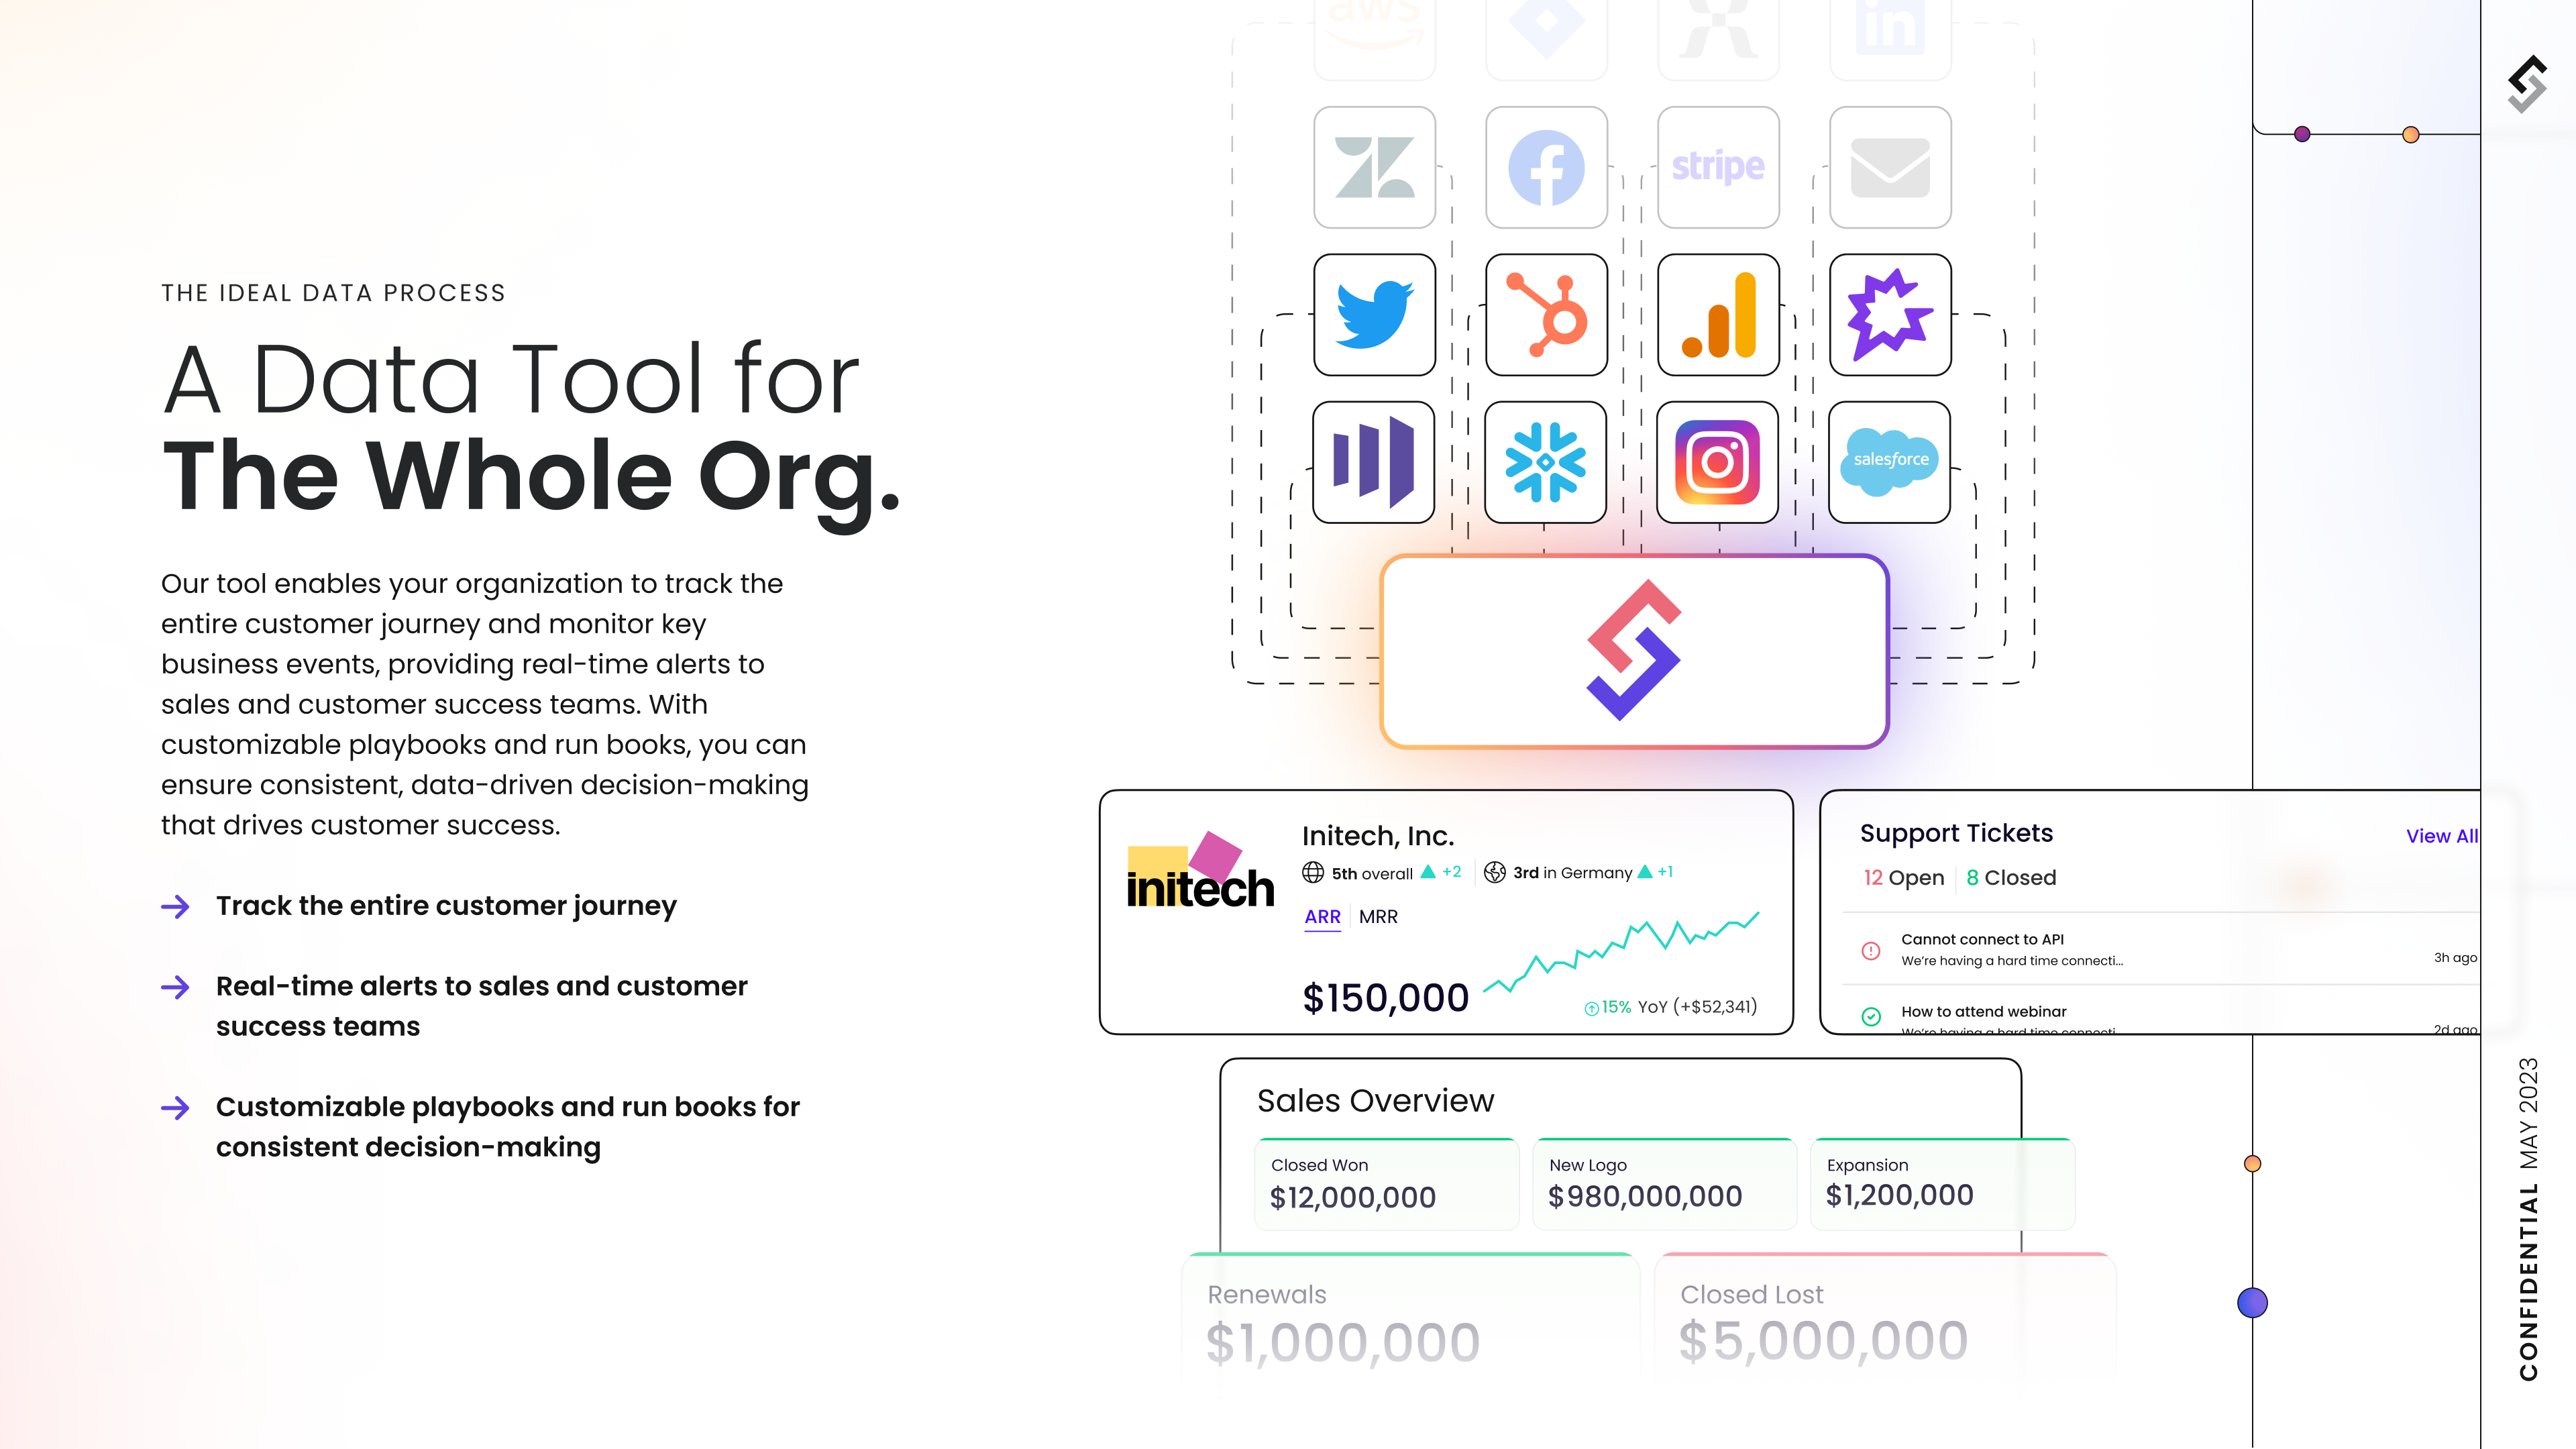 THE IDEAL DATA PROCESS
A Data Tool for
The Whole Org.
Our tool enables your organization to track the
entire customer journey and monitor key
business events, providing real-time alerts to
sales and customer success teams. With
customizable playbooks and run books, you can
ensure consistent, data-driven decision-making
that drives customer success.
Track the entire customer journey
Real-time alerts to sales and customer
success teams
Customizable playbooks and run books for
consistent decision-making
aws
in
stripe
salesforce
initech
Initech, Inc.
5th overall +2 3rd in Germany +1
ARR MRR
$150,000
15% YoY (+$52,341)
Support Tickets
View All
12 Open 8 Closed
Cannot connect to API
We're having a hard time connecti...
3h ago
How to attend webinar
We're having a hard time connecti...
2d ago
Sales Overview
Closed Won
$12,000,000
New Logo
$980,000,000
Expansion
$1,200,000
Renewals
$1,000,000
Closed Lost
$5,000,000
CONFIDENTIAL MAY 2023